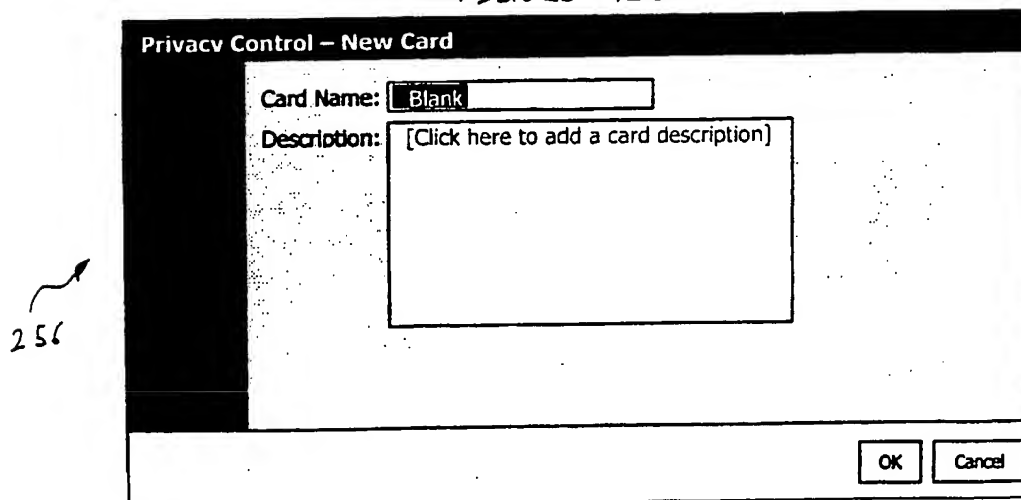 Privacy Control – New Card
Card Name: Blank
Description: [Click here to add a card description]
256
OK Cancel